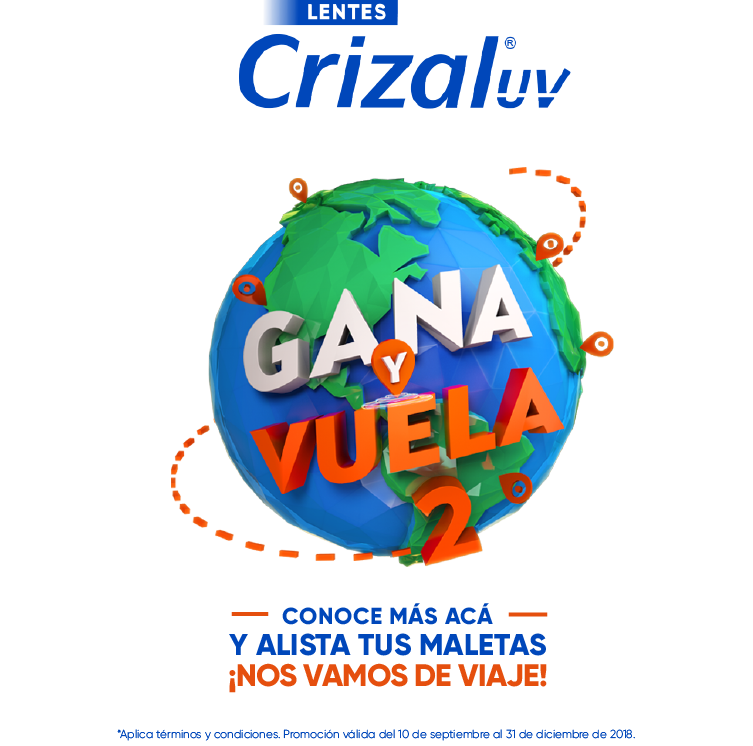 LENTES
Crizal® UV
GANA
Y
VUELA
2
CONOCE MÁS ACÁ
Y ALISTA TUS MALETAS
¡NOS VAMOS DE VIAJE!
*Aplica términos y condiciones. Promoción válida del 10 de septiembre al 31 de diciembre de 2018.